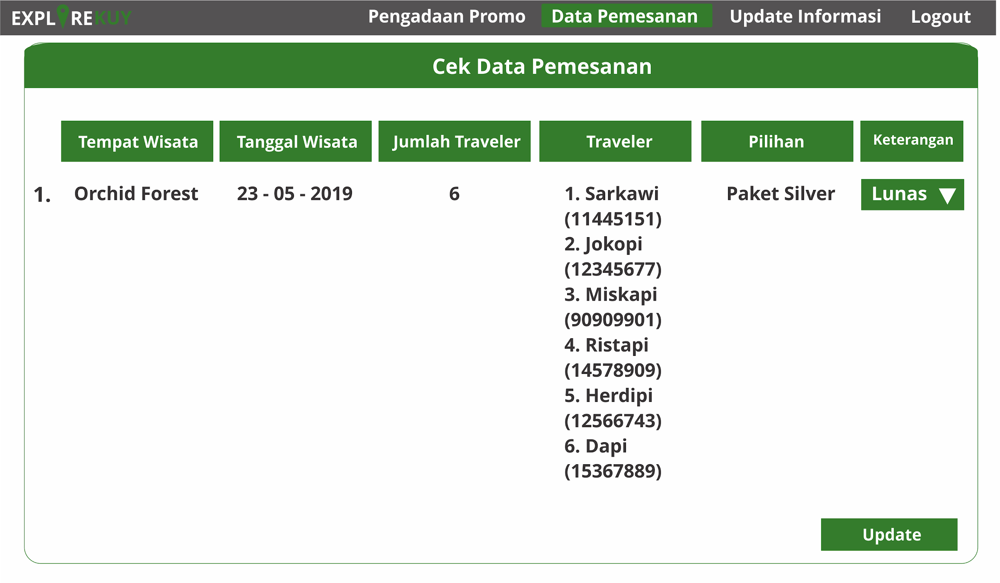 EXPLOREKUY Pengadaan Promo Data Pemesanan Update Informasi Logout
Cek Data Pemesanan
Tempat Wisata Tanggal Wisata Jumlah Traveler Traveler Pilihan Keterangan
1. Orchid Forest 23 - 05 - 2019 6 1. Sarkawi Paket Silver Lunas
(11445151)
2. Jokopi
(12345677)
3. Miskapi
(90909901)
4. Ristapi
(14578909)
5. Herdipi
(12566743)
6. Dapi
(15367889)
Update